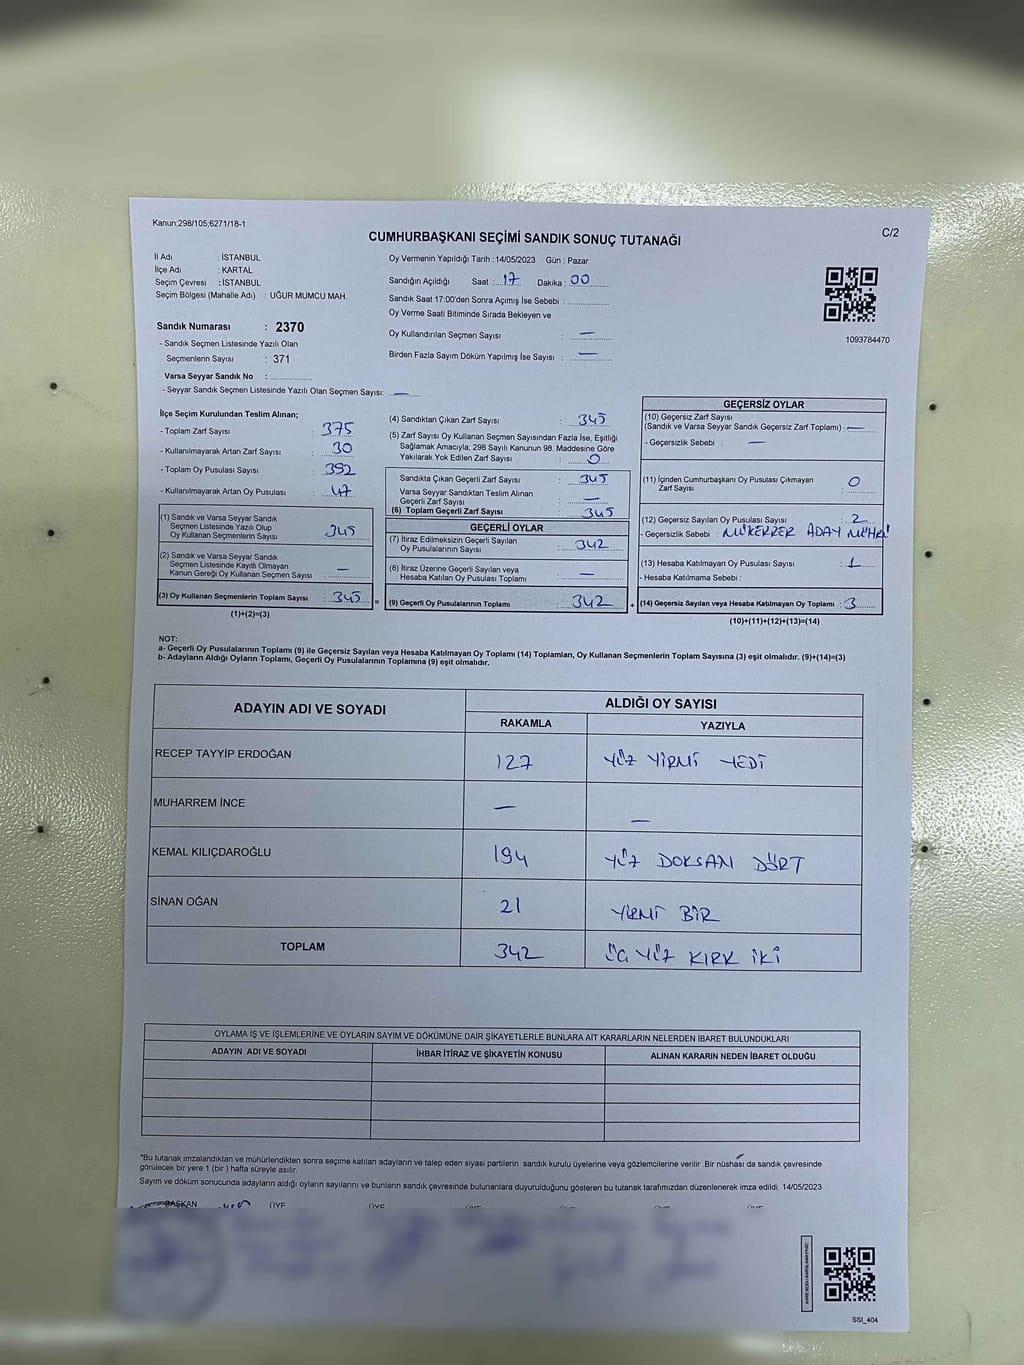 Kanun:298/105;6271/18-1
CUMHURBAŞKANI SEÇİMİ SANDIK SONUÇ TUTANAĞI
C/2
İl Adı : İSTANBUL
İlçe Adı : KARTAL
Seçim Çevresi : İSTANBUL
Seçim Bölgesi (Mahalle Adı) : UĞUR MUMCU MAH.
Sandık Numarası : 2370
- Sandık Seçmen Listesinde Yazılı Olan
Seçmenlerin Sayısı : 371
Varsa Seyyar Sandık No :
- Seyyar Sandık Seçmen Listesinde Yazılı Olan Seçmen Sayısı: —
Oy Vermenin Yapıldığı Tarih :14/05/2023 Gün : Pazar
Sandığın Açıldığı Saat : 17 Dakika : 00
Sandık Saat 17:00'den Sonra Açımış İse Sebebi :
Oy Verme Saati Bitiminde Sırada Bekleyen ve
Oy Kullandırılan Seçmen Sayısı : —
Birden Fazla Sayım Döküm Yapılmış İse Sayısı : —
1093784470
İlçe Seçim Kurulundan Teslim Alınan;
- Toplam Zarf Sayısı : 375
- Kullanılmayarak Artan Zarf Sayısı : 30
- Toplam Oy Pusulası Sayısı : 392
- Kullanılmayarak Artan Oy Pusulası : 47
(1) Sandık ve Varsa Seyyar Sandık
Seçmen Listesinde Yazılı Olup
Oy Kullanan Seçmenlerin Sayısı : 345
(2) Sandık ve Varsa Seyyar Sandık
Seçmen Listesinde Kayıtlı Olmayan
Kanun Gereği Oy Kullanan Seçmen Sayısı : —
(3) Oy Kullanan Seçmenlerin Toplam Sayısı : 345
(1)+(2)=(3)
=
(4) Sandıktan Çıkan Zarf Sayısı : 345
(5) Zarf Sayısı Oy Kullanan Seçmen Sayısından Fazla İse, Eşitliği
Sağlamak Amacıyla; 298 Sayılı Kanunun 98. Maddesine Göre
Yakılarak Yok Edilen Zarf Sayısı : 0
Sandıkta Çıkan Geçerli Zarf Sayısı : 345
Varsa Seyyar Sandıktan Teslim Alınan
Geçerli Zarf Sayısı : —
(6) Toplam Geçerli Zarf Sayısı : 345
GEÇERLİ OYLAR
(7) İtiraz Edilmeksizin Geçerli Sayılan
Oy Pusulalarının Sayısı : 342
(8) İtiraz Üzerine Geçerli Sayılan veya
Hesaba Katılan Oy Pusulası Toplamı : —
(9) Geçerli Oy Pusulalarının Toplamı : 342
+
GEÇERSİZ OYLAR
(10) Geçersiz Zarf Sayısı
(Sandık ve Varsa Seyyar Sandık Geçersiz Zarf Toplamı) : —
- Geçersizlik Sebebi : —
(11) İçinden Cumhurbaşkanı Oy Pusulası Çıkmayan
Zarf Sayısı : 0
(12) Geçersiz Sayılan Oy Pusulası Sayısı : 2
- Geçersizlik Sebebi : MÜKERRER ADAY MÜHRÜ
(13) Hesaba Katılmayan Oy Pusulası Sayısı : 1
- Hesaba Katılmama Sebebi :
(14) Geçersiz Sayılan veya Hesaba Katılmayan Oy Toplamı : 3
(10)+(11)+(12)+(13)=(14)
NOT:
a- Geçerli Oy Pusulalarının Toplamı (9) ile Geçersiz Sayılan veya Hesaba Katılmayan Oy Toplamı (14) Toplamları, Oy Kullanan Seçmenlerin Toplam Sayısına (3) eşit olmalıdır. (9)+(14)=(3)
b- Adayların Aldığı Oyların Toplamı, Geçerli Oy Pusulalarının Toplamına (9) eşit olmalıdır.
ADAYIN ADI VE SOYADI
ALDIĞI OY SAYISI
RAKAMLA YAZIYLA
RECEP TAYYİP ERDOĞAN 127 YÜZ YİRMİ YEDİ
MUHARREM İNCE — —
KEMAL KILIÇDAROĞLU 194 YÜZ DOKSAN DÖRT
SİNAN OĞAN 21 YİRMİ BİR
TOPLAM 342 ÜÇ YÜZ KIRK İKİ
OYLAMA İŞ VE İŞLEMLERİNE VE OYLARIN SAYIM VE DÖKÜMÜNE DAİR ŞİKAYETLERLE BUNLARA AİT KARARLARIN NELERDEN İBARET BULUNDUKLARI
ADAYIN ADI VE SOYADI İHBAR İTİRAZ VE ŞİKAYETİN KONUSU ALINAN KARARIN NEDEN İBARET OLDUĞU
"Bu tutanak imzalandıktan ve mühürlendikten sonra seçime katılan adayların ve talep eden siyasi partilerin sandık kurulu üyelerine veya gözlemcilerine verilir .Bir nüshası da sandık çevresinde
görülecek bir yere 1 (bir ) hafta süreyle asılır.
Sayım ve döküm sonucunda adayların aldığı oyların sayılarını ve bunların sandık çevresinde bulunanlara duyurulduğunu gösteren bu tutanak tarafımızdan düzenlenerek imza edildi. 14/05/2023
BAŞKAN ÜYE ÜYE
SSI_404